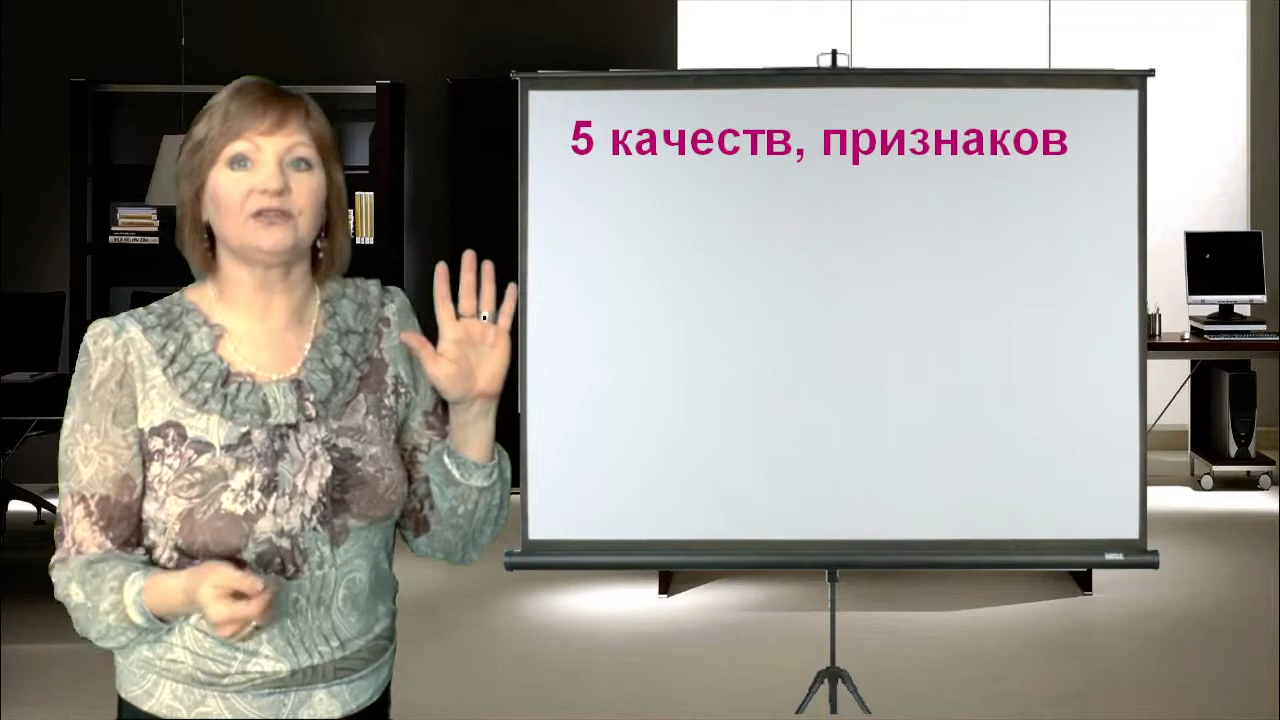 5 качеств, признаков